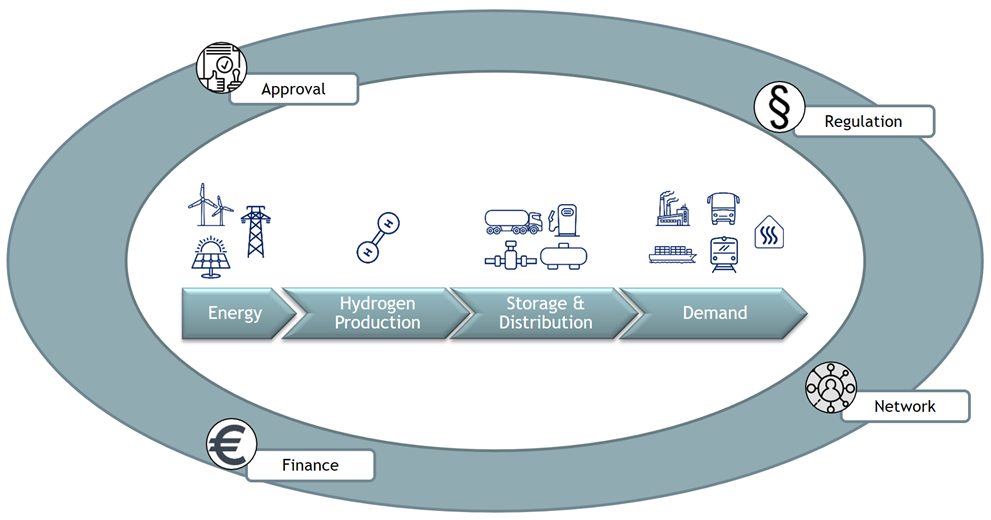 Approval
§
Regulation
H
H
Energy
Hydrogen
Production
Storage &
Distribution
Demand
Network
€
Finance